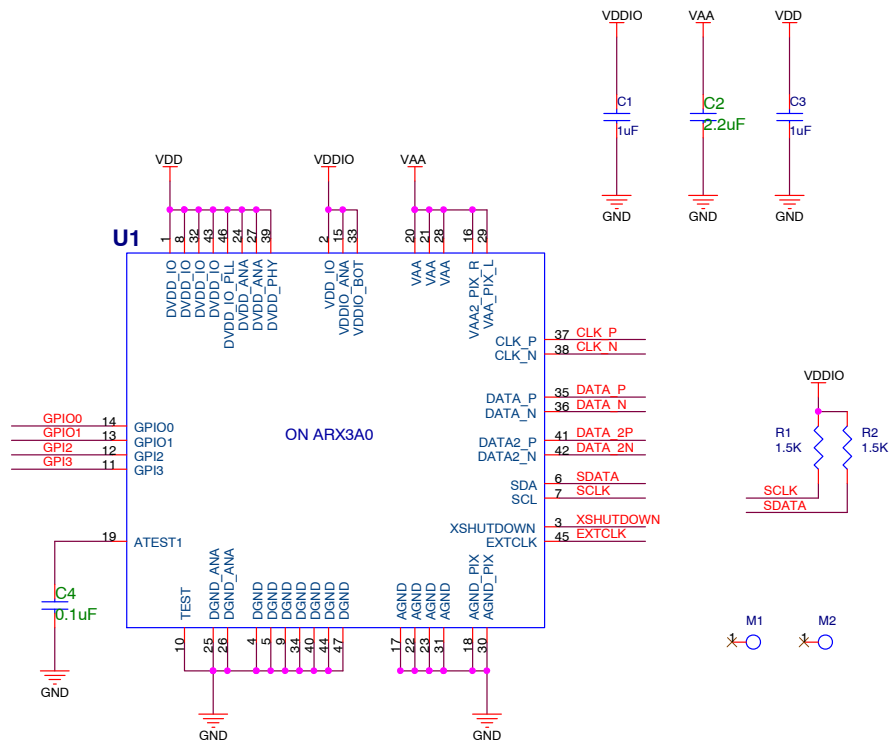 VDDIO
VAA
VDD
C1
1uF
C2
2.2uF
C3
1uF
GND
GND
GND
VDD
VDDIO
VAA
U1
1
8
32
43
46
24
27
39
2
15
33
20
21
28
16
29
DVDD_IO
DVDD_IO
DVDD_IO
DVDD_IO
DVDD_IO_PLL
DVDD_ANA
DVDD_ANA
DVDD_PHY
VDD_IO
VDDIO_ANA
VDDIO_BOT
VAA
VAA
VAA
VAA2_PIX_R
VAA_PIX_L
CLK_P 37 CLK_P
CLK_N 38 CLK_N
DATA_P 35 DATA_P
DATA_N 36 DATA_N
DATA2_P 41 DATA_2P
DATA2_N 42 DATA_2N
SDA 6 SDATA
SCL 7 SCLK
XSHUTDOWN 3 XSHUTDOWN
EXTCLK 45 EXTCLK
GPIO0 14 GPIO0
GPIO1 13 GPIO1
GPI2 12 GPI2
GPI3 11 GPI3
ON ARX3A0
19 ATEST1
C4
0.1uF
GND
TEST
DGND_ANA
DGND_ANA
DGND
DGND
DGND
DGND
DGND
DGND
DGND
AGND
AGND
AGND
AGND
AGND_PIX
AGND_PIX
10
25
26
4
5
9
34
40
44
47
17
22
23
31
18
30
GND
GND
VDDIO
R1
1.5K
R2
1.5K
SCLK
SDATA
M1
1
M2
1